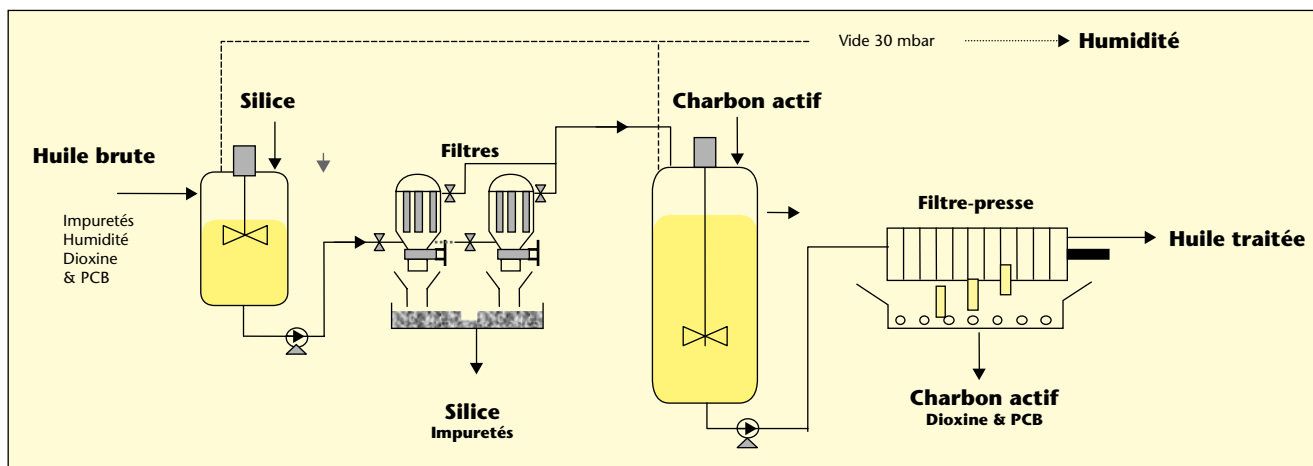 Vide 30 mbar
Humidité
Silice
Charbon actif
Huile brute
Filtres
Impuretés
Humidité
Dioxine
& PCB
Filtre-presse
Huile traitée
Silice
Impuretés
Charbon actif
Dioxine & PCB